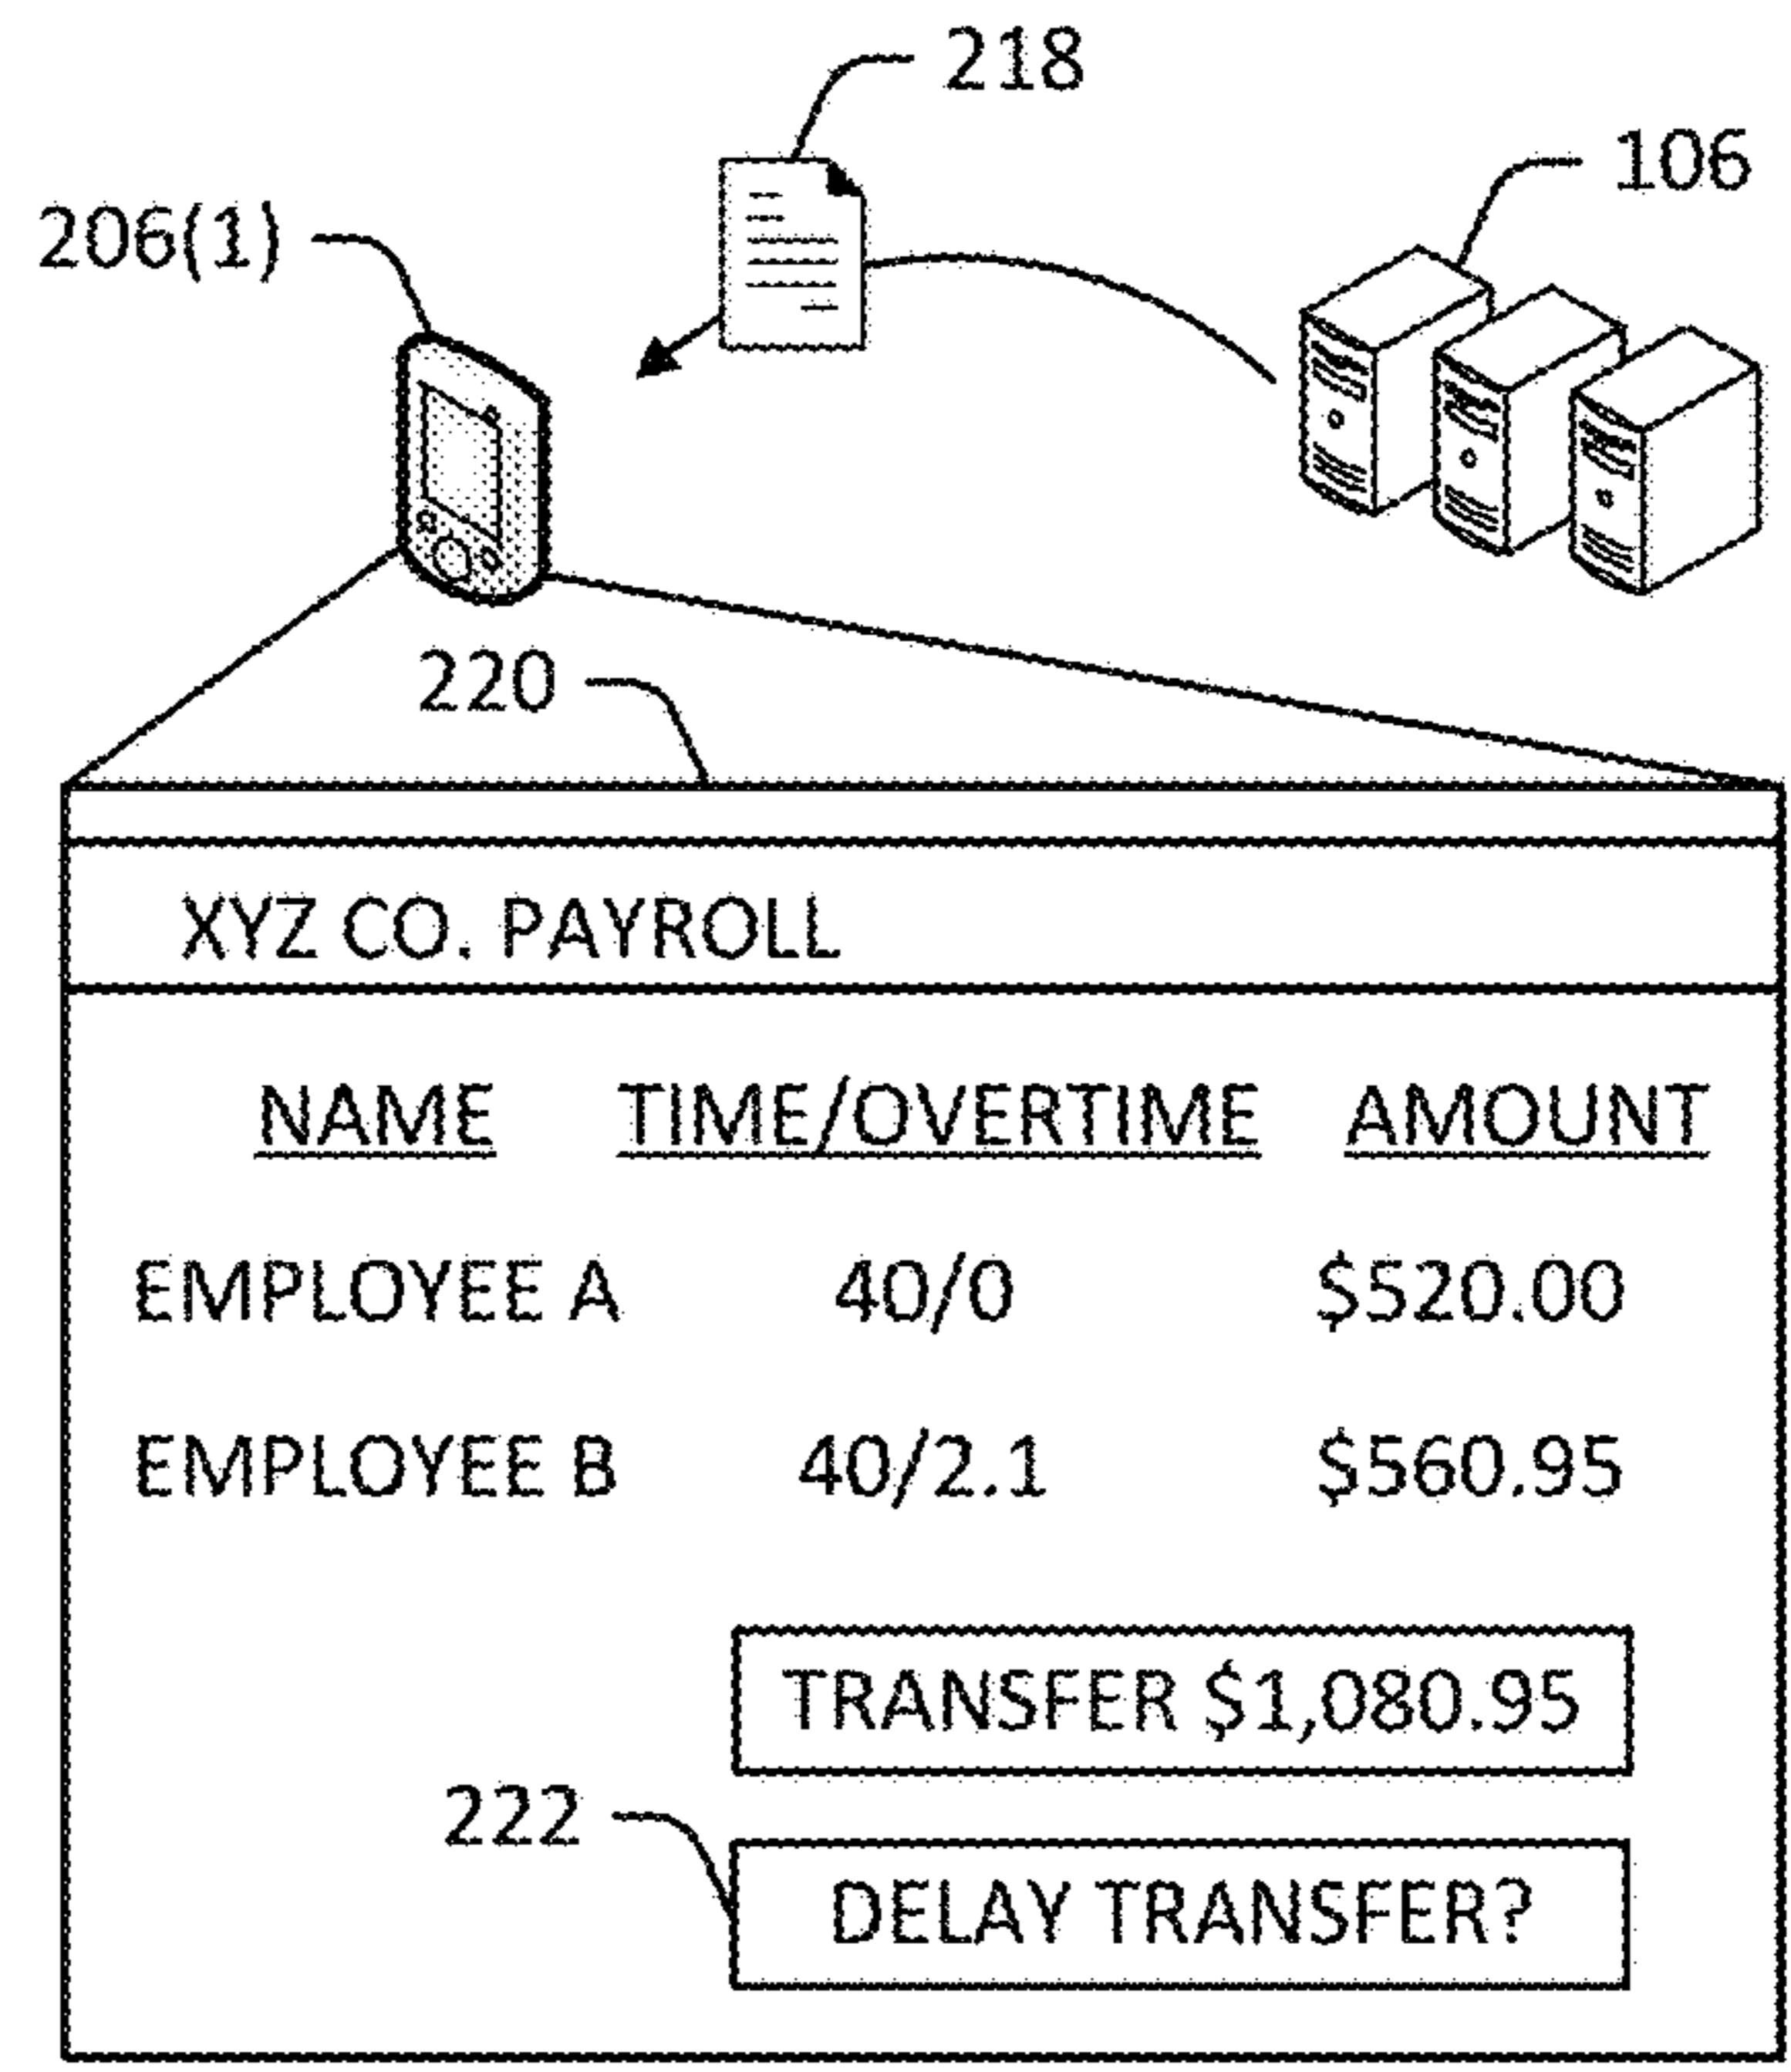 218
106
206(1)
220
XYZ CO. PAYROLL
NAME TIME/OVERTIME AMOUNT
EMPLOYEE A 40/0 $520.00
EMPLOYEE B 40/2.1 $560.95
TRANSFER $1,080.95
222
DELAY TRANSFER?